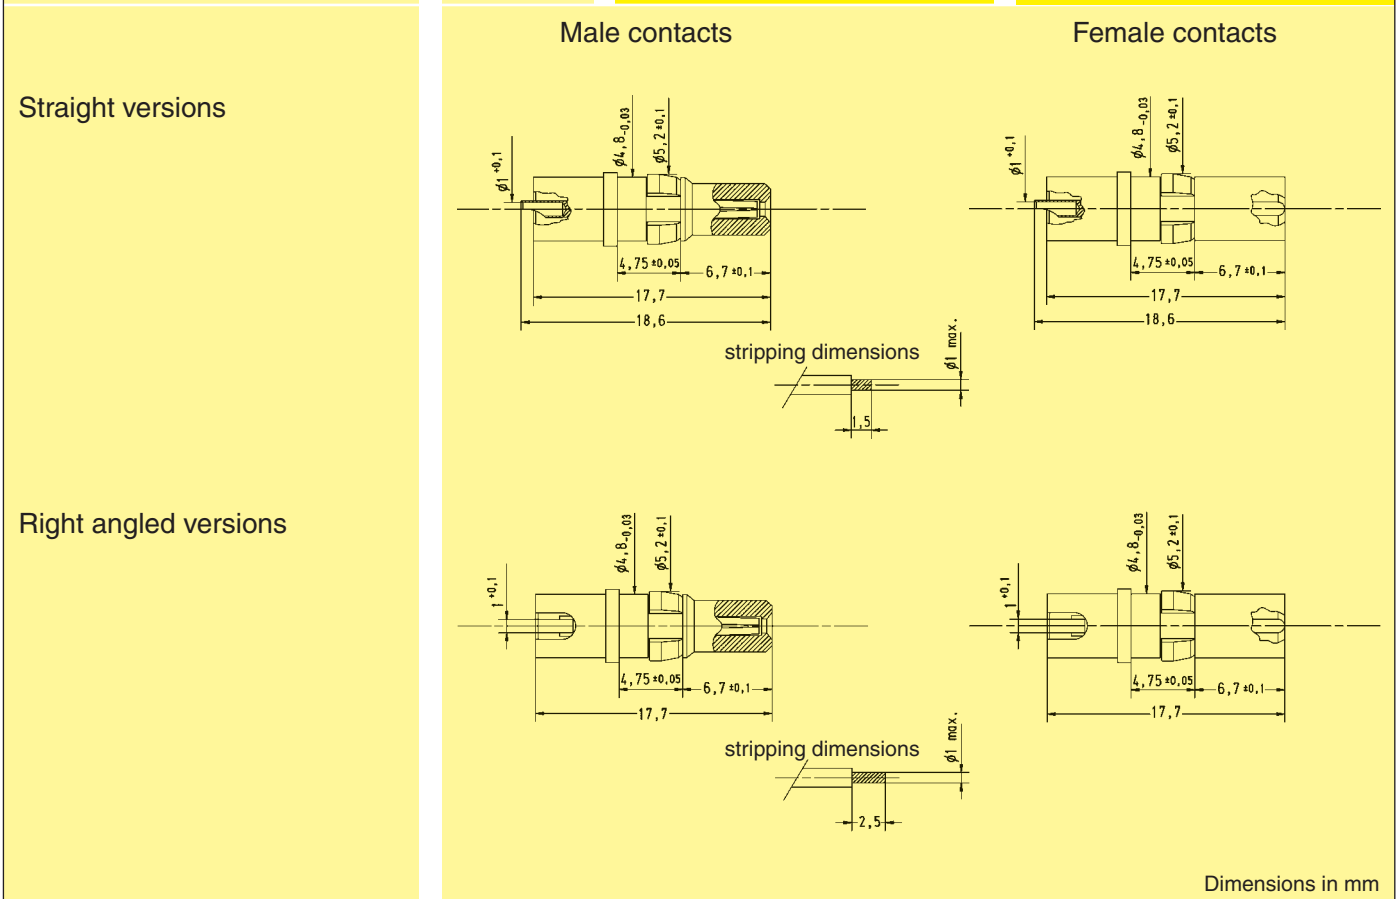 Male contacts
Female contacts
Straight versions
ø1 +0,1
ø4,8 -0,03
ø5,2 ±0,1
4,75 ±0,05
6,7 ±0,1
17,7
18,6
ø1 +0,1
ø4,8 -0,03
ø5,2 ±0,1
4,75 ±0,05
6,7 ±0,1
17,7
18,6
stripping dimensions
ø1 max.
1,5
Right angled versions
1 +0,1
ø4,8 -0,03
ø5,2 ±0,1
4,75 ±0,05
6,7 ±0,1
17,7
1 +0,1
ø4,8 -0,03
ø5,2 ±0,1
4,75 ±0,05
6,7 ±0,1
17,7
stripping dimensions
ø1 max.
2,5
Dimensions in mm